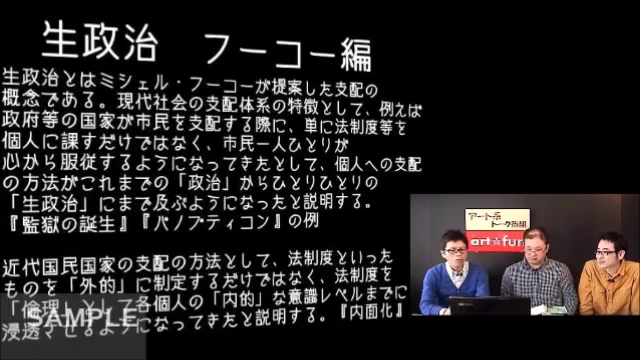 生政治　フーコー編
生政治とはミシェル・フーコーが提案した支配の
概念である。現代社会の支配体系の特徴として、例えば
政府等の国家が市民を支配する際に、単に法制度等を
個人に課すだけではなく、市民一人ひとりが
心から服従するようになってきたとして、個人への支配
の方法がこれまでの「政治」からひとりひとりの
「生政治」にまで及ぶようになったと説明する。
『監獄の誕生』『パノプティコン』の例
近代国民国家の支配の方法として、法制度といった
ものを「外的」に制定するだけではなく、法制度を
「倫理」として各個人の「内的」な意識レベルまでに
浸透させるようになってきたと説明する。『内面化』
SAMPLE
アート系
トーク番組
art☆fun